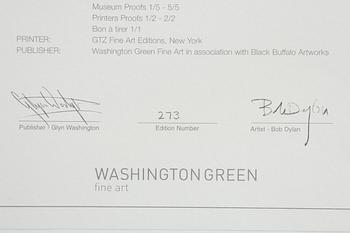 Museum Proofs 1/5 - 5/5
Printers Proofs 1/2 - 2/2
Bon à tirer 1/1
PRINTER: GTZ Fine Art Editions, New York
PUBLISHER: Washington Green Fine Art in association with Black Buffalo Artworks
273
Bob Dylan
Publisher - Glyn Washington
Edition Number
Artist - Bob Dylan
WASHINGTON GREEN
fine art